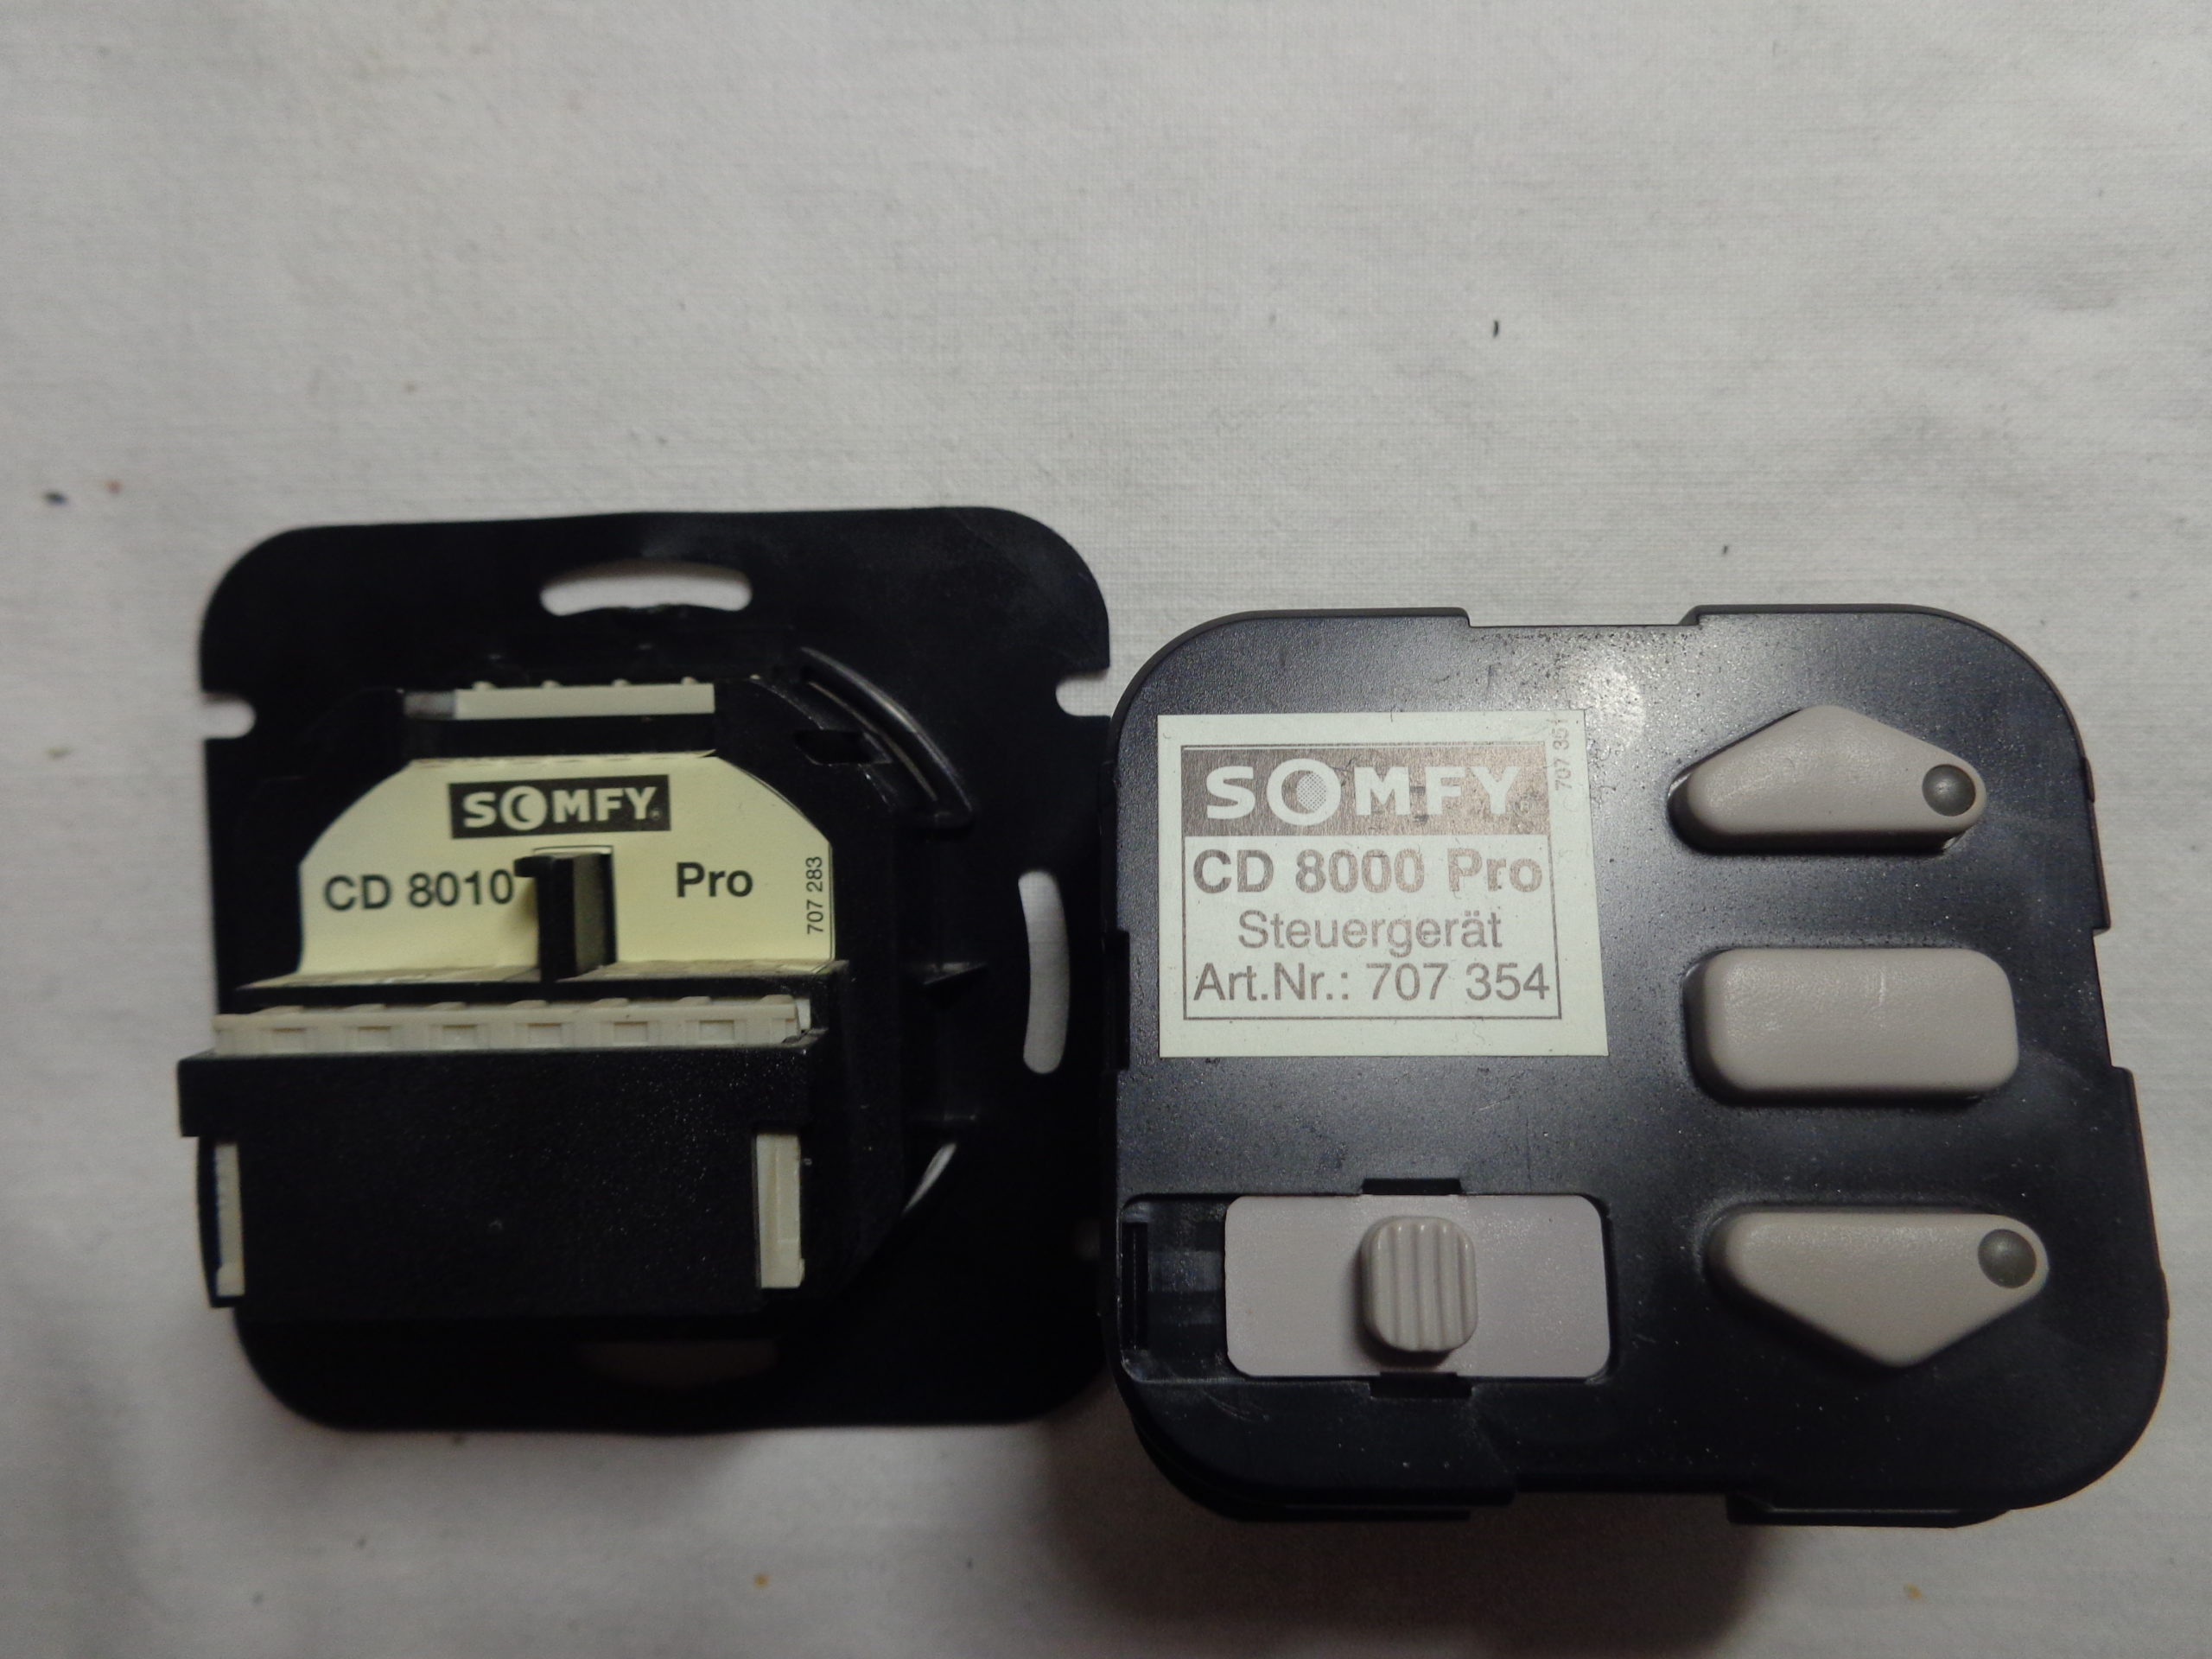 SOMFY
CD 8010 Pro
707 283
SOMFY
CD 8000 Pro
Steuergerät
Art.Nr.: 707 354